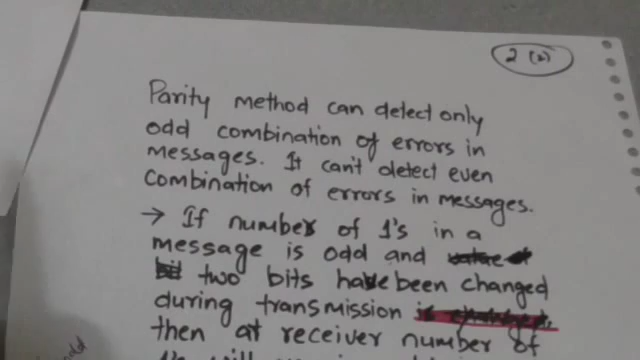 2 (2)
Parity method can detect only
odd combination of errors in
messages. It can't detect even
combination of errors in messages.
→ If number of 1's in a
message is odd and
two bits have been changed
during transmission
then at receiver number of